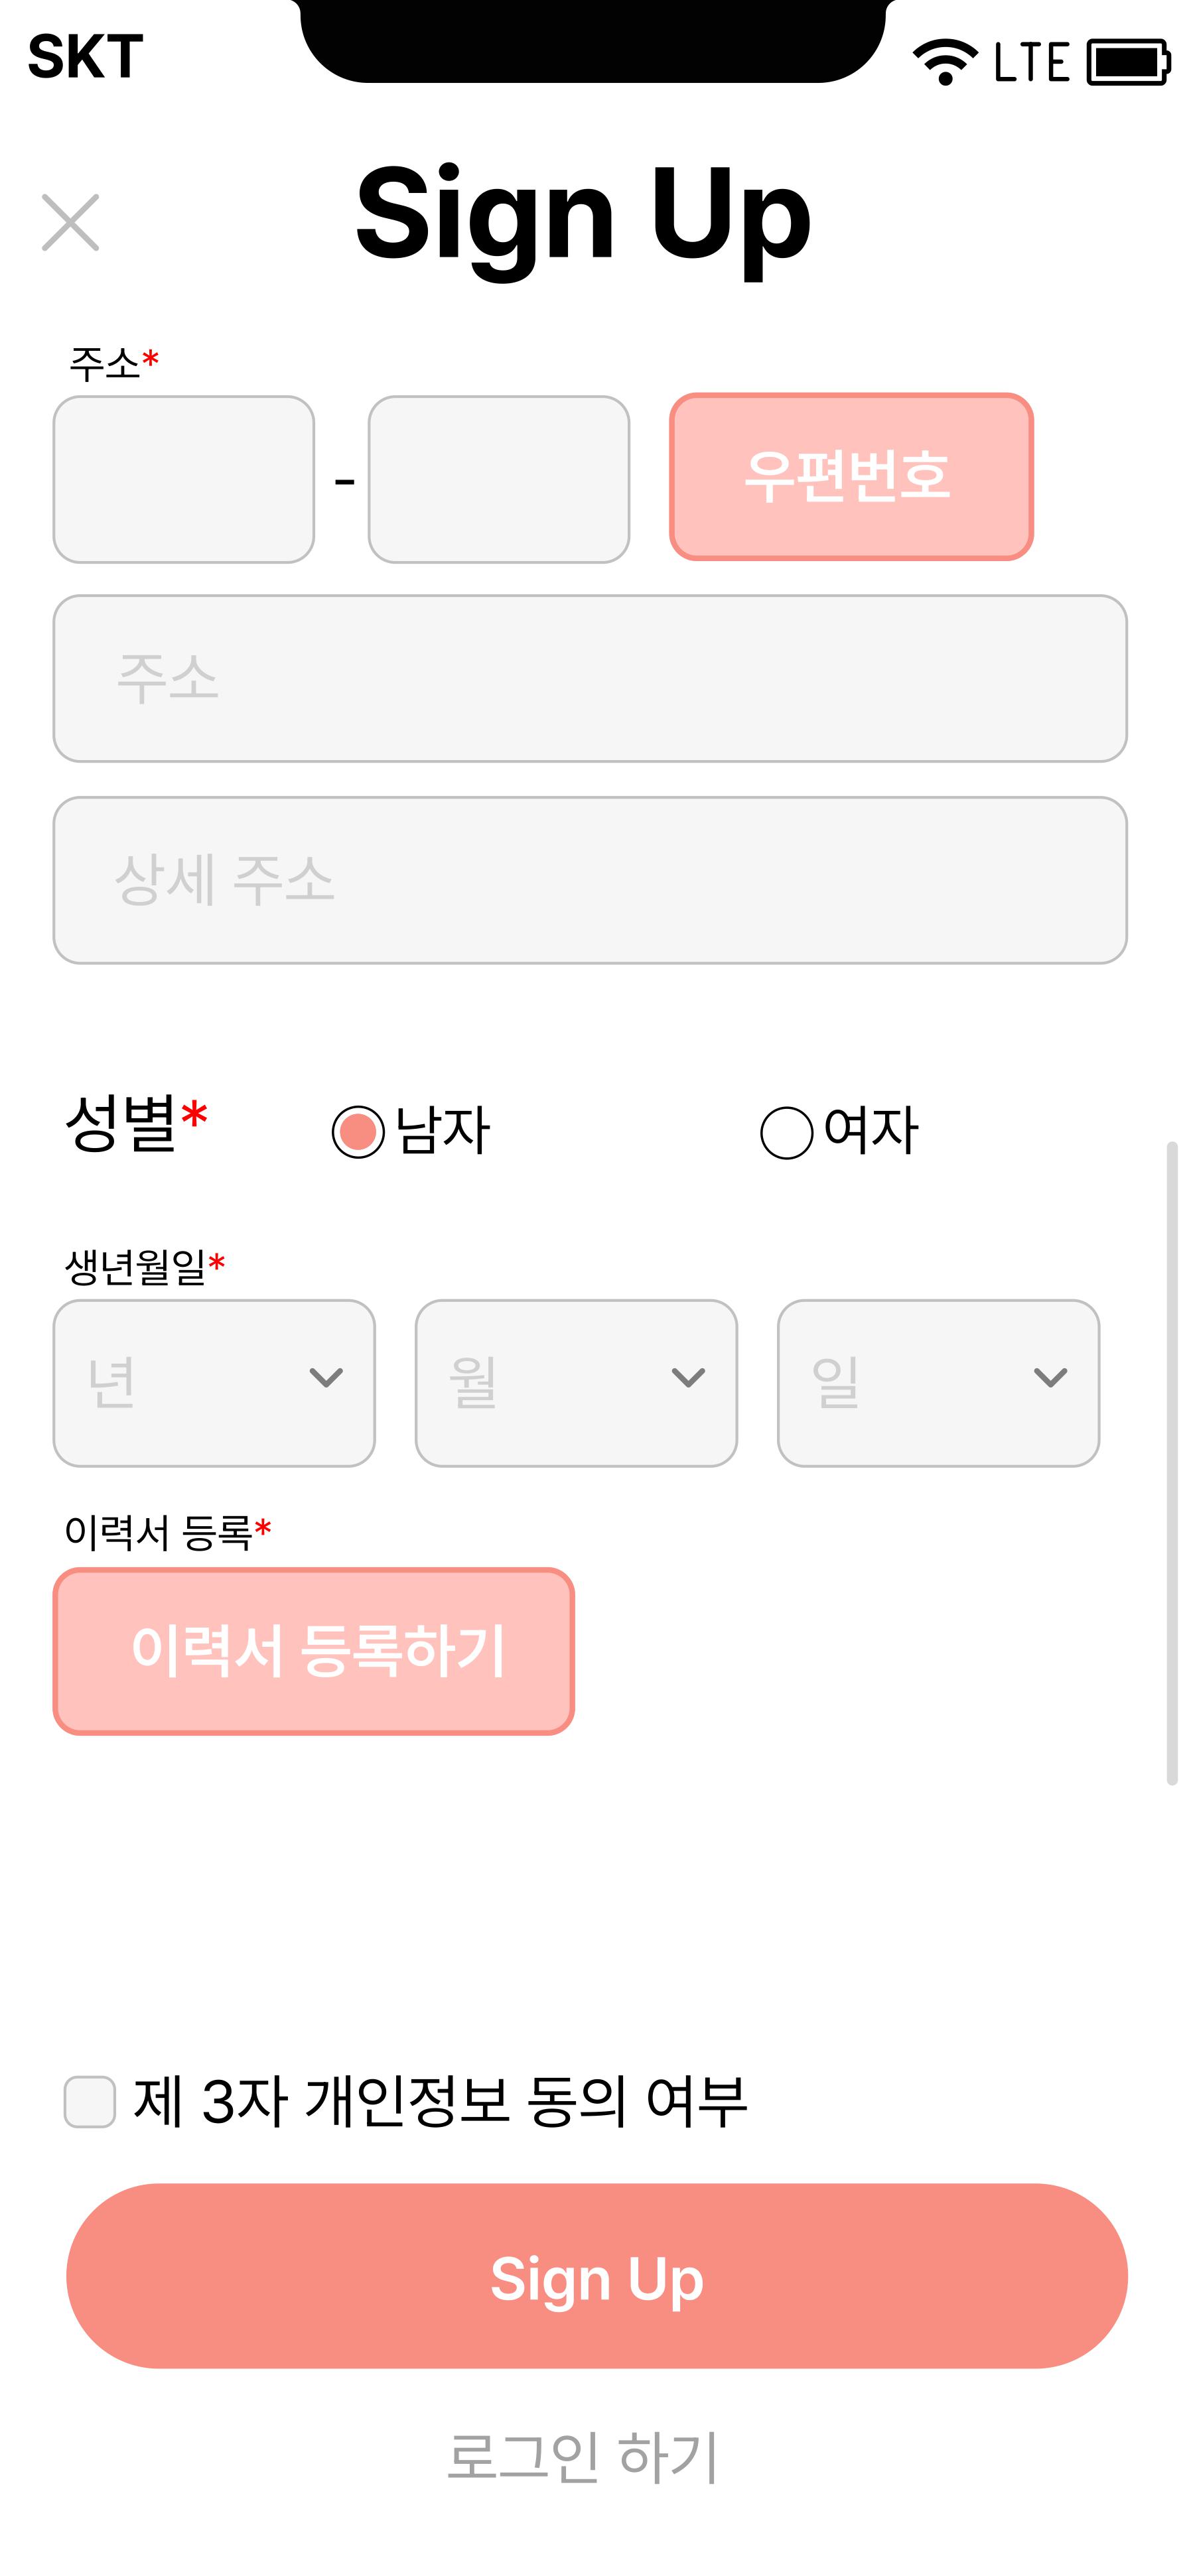 SKT LTE
Sign Up
주소*
- 우편번호
주소
상세 주소
성별* 남자 여자
생년월일*
년 월 일
이력서 등록*
이력서 등록하기
제 3자 개인정보 동의 여부
Sign Up
로그인 하기